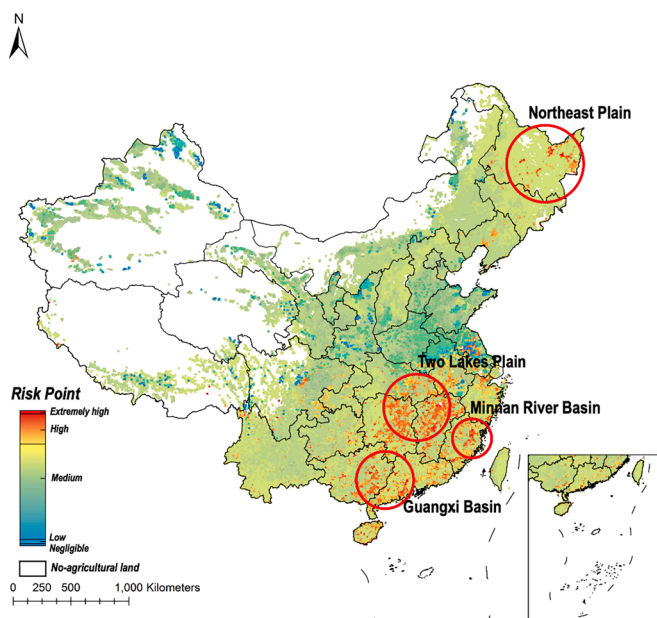 N
Northeast Plain
Two Lakes Plain
Minnan River Basin
Guangxi Basin
Risk Point
Extremely high
High
Medium
Low
Negligible
No-agricultural land
0 250 500 1,000 Kilometers